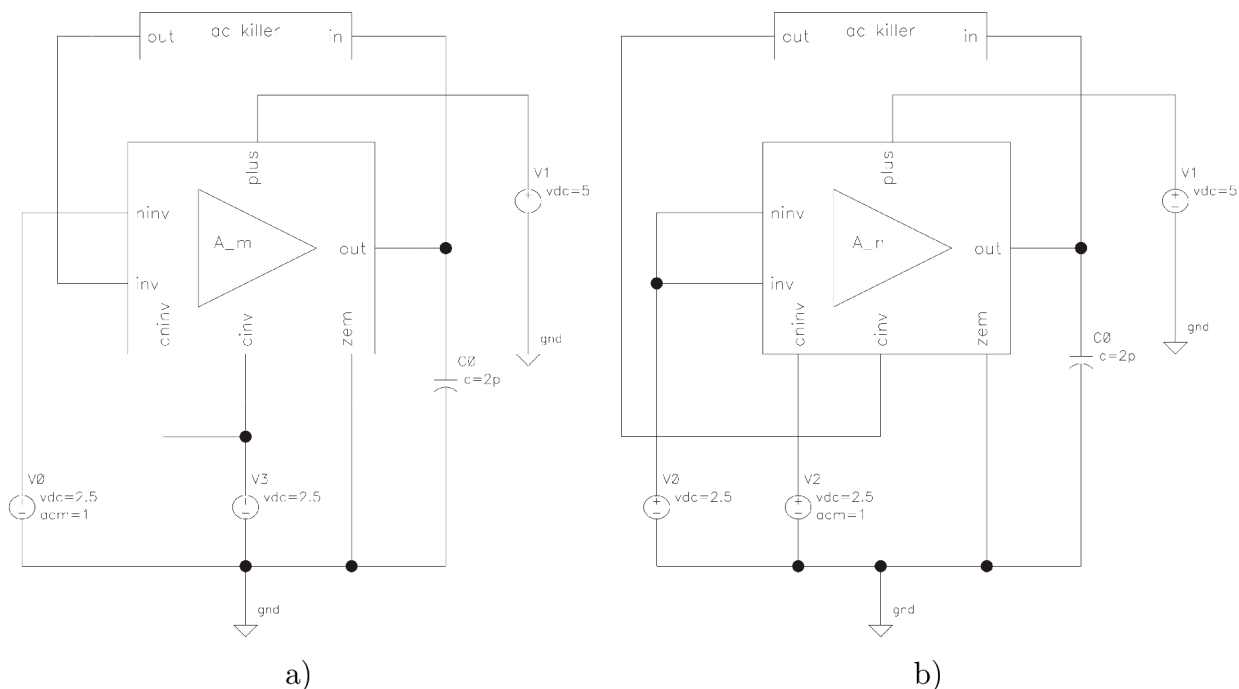 out ac killer in
plus
V1
vdc=5
ninv
A_m
inv
out
cninv
cinv
zem
gnd
C0
c=2p
V0
vdc=2.5
acm=1
V3
vdc=2.5
gnd
a)
out ac killer in
plus
V1
vdc=5
ninv
A_n
inv
out
cninv
cinv
zem
gnd
C0
c=2p
V0
vdc=2.5
V2
vdc=2.5
acm=1
gnd
b)